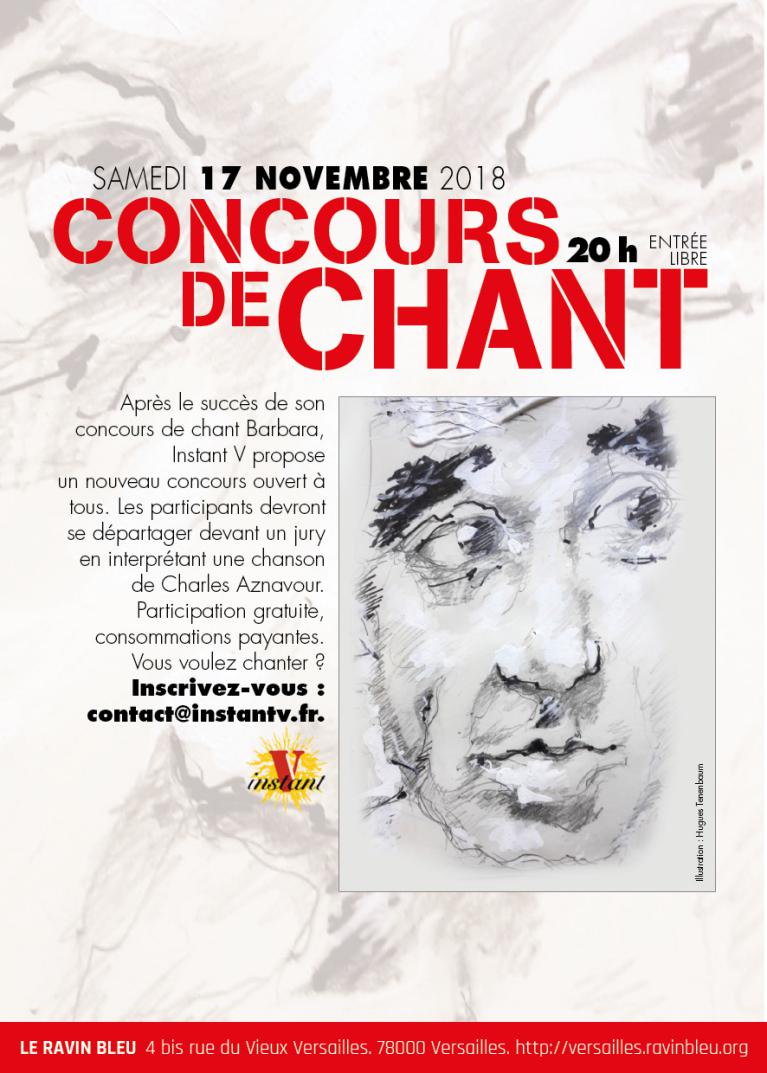 SAMEDI 17 NOVEMBRE 2018
CONCOURS 20 h ENTRÉE
LIBRE
DE CHANT
Après le succès de son
concours de chant Barbara,
Instant V propose
un nouveau concours ouvert à
tous. Les participants devront
se départager devant un jury
en interprétant une chanson
de Charles Aznavour.
Participation gratuite,
consommations payantes.
Vous voulez chanter ?
Inscrivez-vous :
contact@instantv.fr.
V
instant
Illustration : Hugues Tenenbaum
LE RAVIN BLEU 4 bis rue du Vieux Versailles. 78000 Versailles. http://versailles.ravinbleu.org